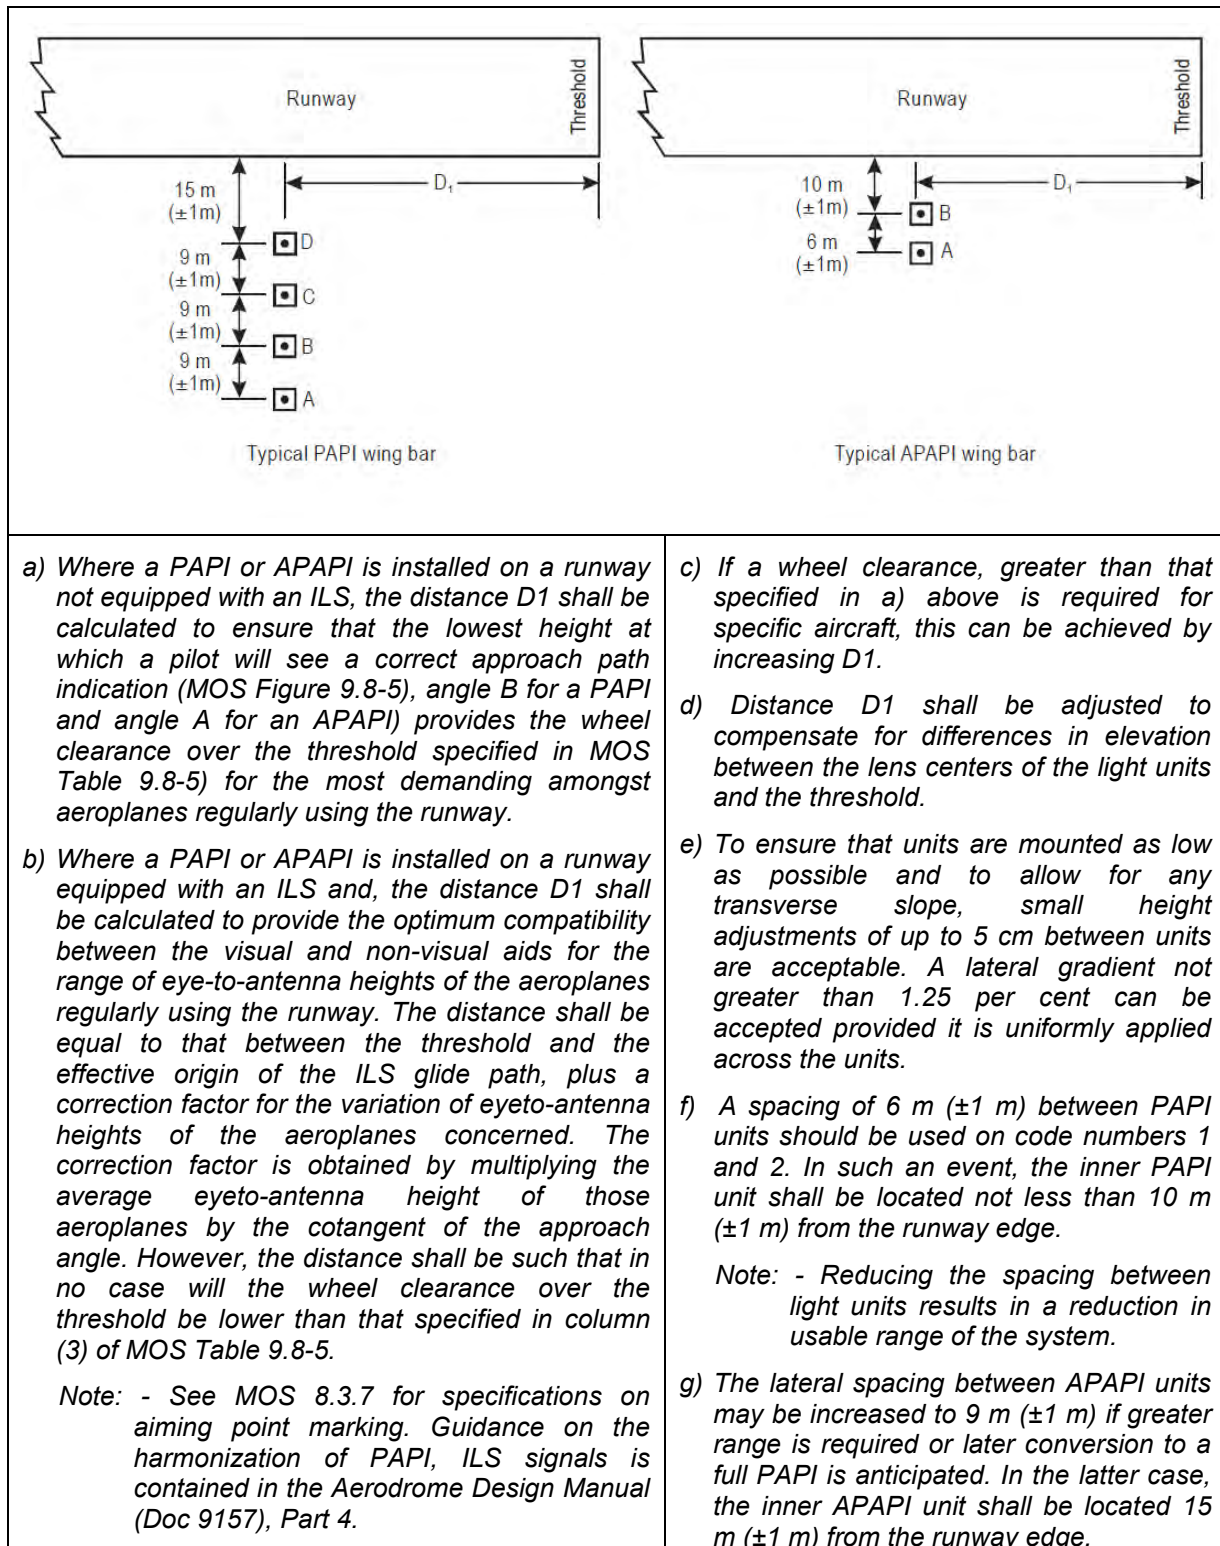 Runway
Threshold
15 m
(±1m)
D₁
D
9 m
(±1m)
C
9 m
(±1m)
B
9 m
(±1m)
A
Typical PAPI wing bar
Runway
Threshold
10 m
(±1m)
D₁
B
6 m
(±1m)
A
Typical APAPI wing bar
a) Where a PAPI or APAPI is installed on a runway
not equipped with an ILS, the distance D1 shall be
calculated to ensure that the lowest height at
which a pilot will see a correct approach path
indication (MOS Figure 9.8-5), angle B for a PAPI
and angle A for an APAPI) provides the wheel
clearance over the threshold specified in MOS
Table 9.8-5) for the most demanding amongst
aeroplanes regularly using the runway.
b) Where a PAPI or APAPI is installed on a runway
equipped with an ILS and, the distance D1 shall
be calculated to provide the optimum compatibility
between the visual and non-visual aids for the
range of eye-to-antenna heights of the aeroplanes
regularly using the runway. The distance shall be
equal to that between the threshold and the
effective origin of the ILS glide path, plus a
correction factor for the variation of eyeto-antenna
heights of the aeroplanes concerned. The
correction factor is obtained by multiplying the
average eyeto-antenna height of those
aeroplanes by the cotangent of the approach
angle. However, the distance shall be such that in
no case will the wheel clearance over the
threshold be lower than that specified in column
(3) of MOS Table 9.8-5.
Note: - See MOS 8.3.7 for specifications on
aiming point marking. Guidance on the
harmonization of PAPI, ILS signals is
contained in the Aerodrome Design Manual
(Doc 9157), Part 4.
c) If a wheel clearance, greater than that
specified in a) above is required for
specific aircraft, this can be achieved by
increasing D1.
d) Distance D1 shall be adjusted to
compensate for differences in elevation
between the lens centers of the light units
and the threshold.
e) To ensure that units are mounted as low
as possible and to allow for any
transverse slope, small height
adjustments of up to 5 cm between units
are acceptable. A lateral gradient not
greater than 1.25 per cent can be
accepted provided it is uniformly applied
across the units.
f) A spacing of 6 m (±1 m) between PAPI
units should be used on code numbers 1
and 2. In such an event, the inner PAPI
unit shall be located not less than 10 m
(±1 m) from the runway edge.
Note: - Reducing the spacing between
light units results in a reduction in
usable range of the system.
g) The lateral spacing between APAPI units
may be increased to 9 m (±1 m) if greater
range is required or later conversion to a
full PAPI is anticipated. In the latter case,
the inner APAPI unit shall be located 15
m (±1 m) from the runway edge.